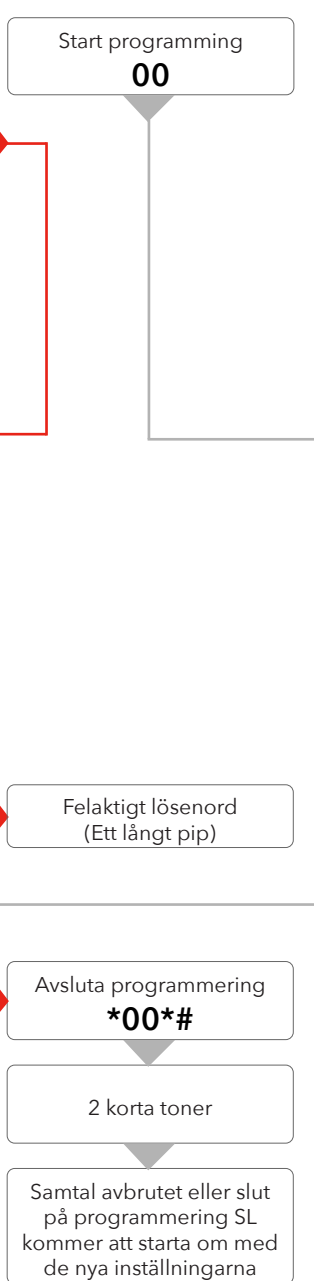 Start programming
00
Felaktigt lösenord
(Ett långt pip)
Avsluta programmering
*00*#
2 korta toner
Samtal avbrutet eller slut
på programmering SL
kommer att starta om med
de nya inställningarna